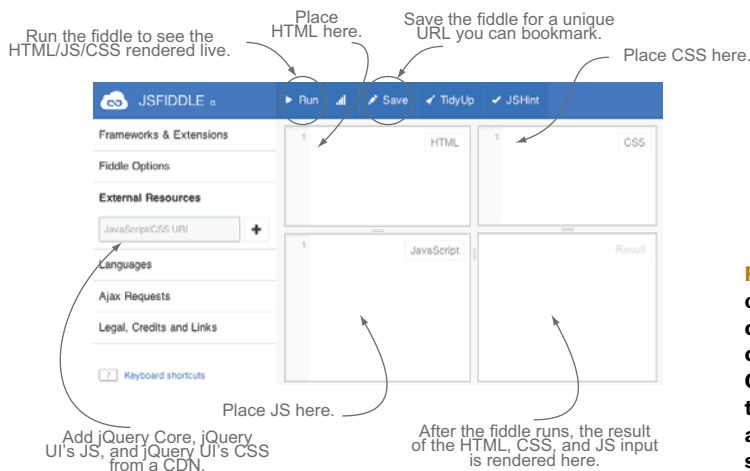 Run the fiddle to see the
HTML/JS/CSS rendered live.
Place
HTML here.
Save the fiddle for a unique
URL you can bookmark.
Place CSS here.
JSFIDDLE α
Run
Save
TidyUp
JSHint
Frameworks & Extensions
Fiddle Options
External Resources
JavaScript/CSS URI
+
Languages
Ajax Requests
Legal, Credits and Links
? Keyboard shortcuts
1
HTML
1
CSS
1
JavaScript
Result
Place JS here.
Add jQuery Core, jQuery
UI's JS, and jQuery UI's CSS
from a CDN.
After the fiddle runs, the result
of the HTML, CSS, and JS input
is rendered here.